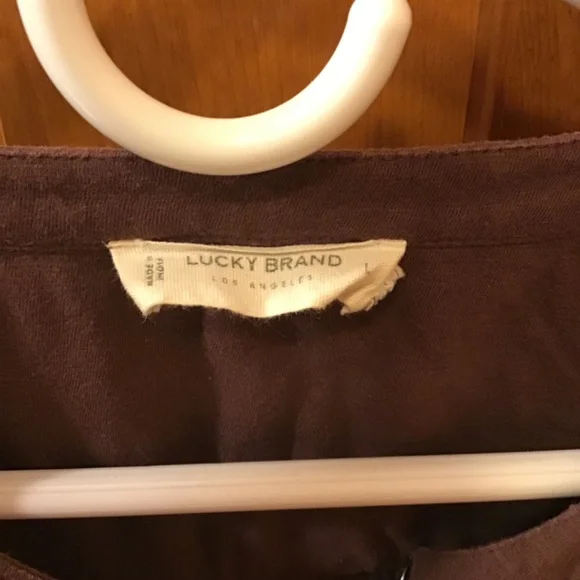 LUCKY BRAND
LOS ANGELES
MADE IN
INDIA
L